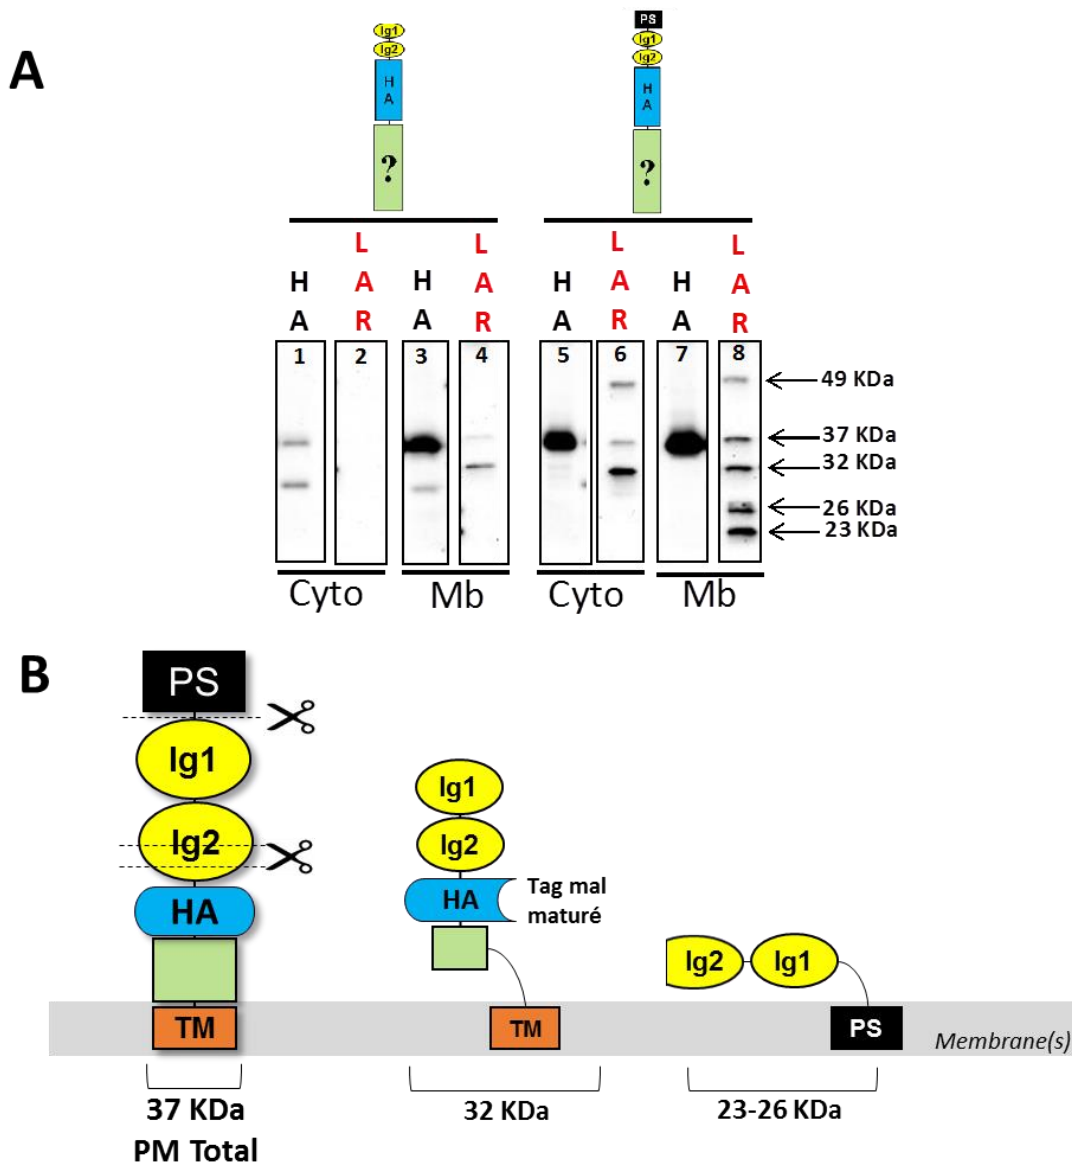 A
Ig1
Ig2
H
A
?
PS
Ig1
Ig2
H
A
?
H
A
L
A
R
H
A
L
A
R
H
A
L
A
R
H
A
L
A
R
1
2
3
4
5
6
7
8
49 KDa
37 KDa
32 KDa
26 KDa
23 KDa
Cyto
Mb
Cyto
Mb
B
PS
Ig1
Ig2
HA
TM
37 KDa
PM Total
Ig1
Ig2
HA
Tag mal
maturé
TM
32 KDa
Ig2
Ig1
PS
Membrane(s)
23-26 KDa